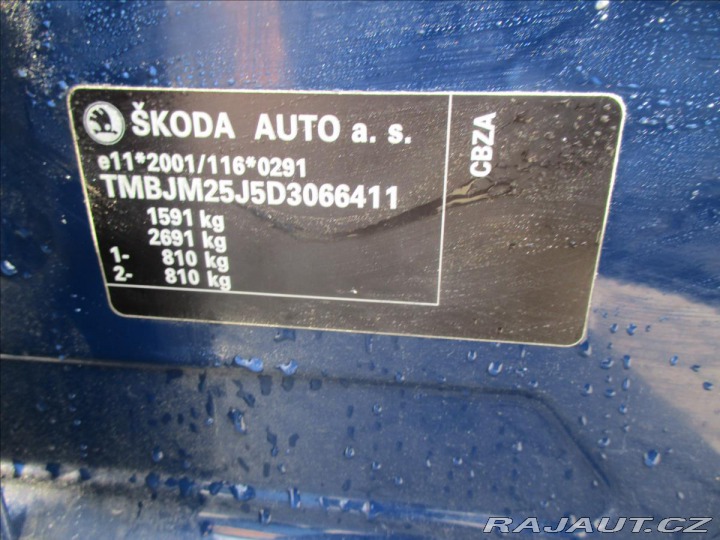 ŠKODA AUTO a. s.
e11*2001/116*0291
TMBJM25J5D3066411
1591 kg
2691 kg
1- 810 kg
2- 810 kg
CBZA
RAJAUT.CZ